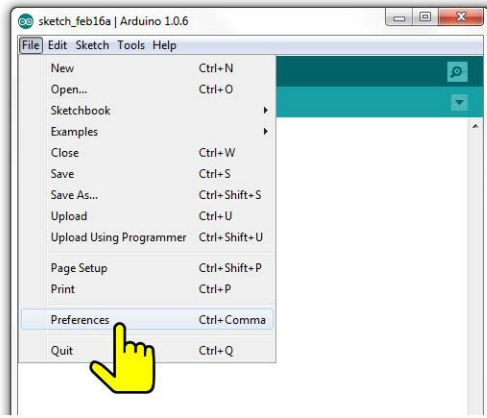 sketch_feb16a | Arduino 1.0.6
File Edit Sketch Tools Help
New Ctrl+N
Open... Ctrl+O
Sketchbook
Examples
Close Ctrl+W
Save Ctrl+S
Save As... Ctrl+Shift+S
Upload Ctrl+U
Upload Using Programmer Ctrl+Shift+U
Page Setup Ctrl+Shift+P
Print Ctrl+P
Preferences Ctrl+Comma
Quit Ctrl+Q